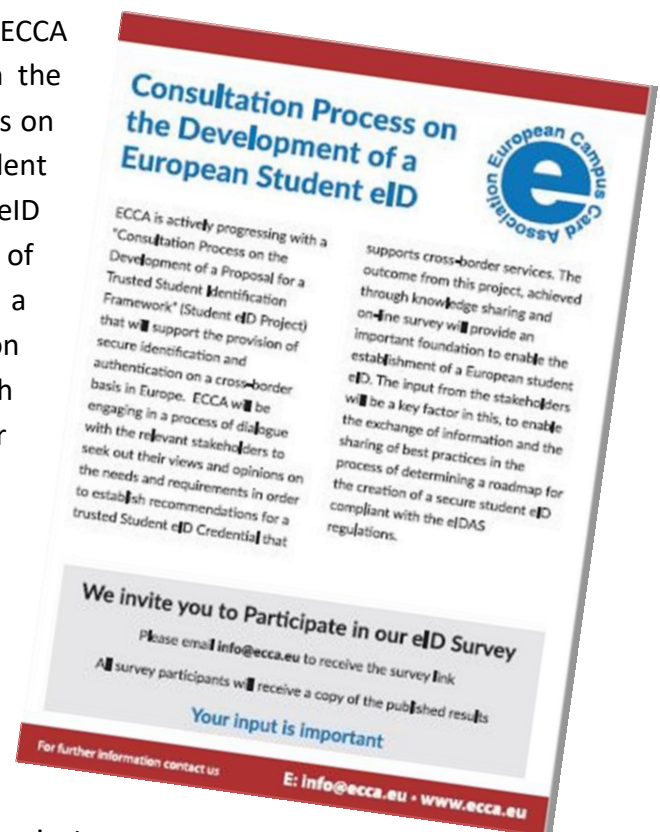 ECCA
the
s on
dent
eID
of
a
on
h
r
Consultation Process on
the Development of a
European Student eID
European Campus Card Association
e
ECCA is actively progressing with a
"Consultation Process on the
Development of a Proposal for a
Trusted Student Identification
Framework" (Student eID Project)
that will support the provision of
secure identification and
authentication on a cross-border
basis in Europe. ECCA will be
engaging in a process of dialogue
with the relevant stakeholders to
seek out their views and opinions on
the needs and requirements in order
to establish recommendations for a
trusted Student eID Credential that
supports cross-border services. The
outcome from this project, achieved
through knowledge sharing and
on-line survey will provide an
important foundation to enable the
establishment of a European student
eID. The input from the stakeholders
will be a key factor in this, to enable
the exchange of information and the
sharing of best practices in the
process of determining a roadmap for
the creation of a secure student eID
compliant with the eIDAS
regulations.
We invite you to Participate in our eID Survey
Please email info@ecca.eu to receive the survey link
All survey participants will receive a copy of the published results
Your input is important
For further information contact us
E: info@ecca.eu • www.ecca.eu